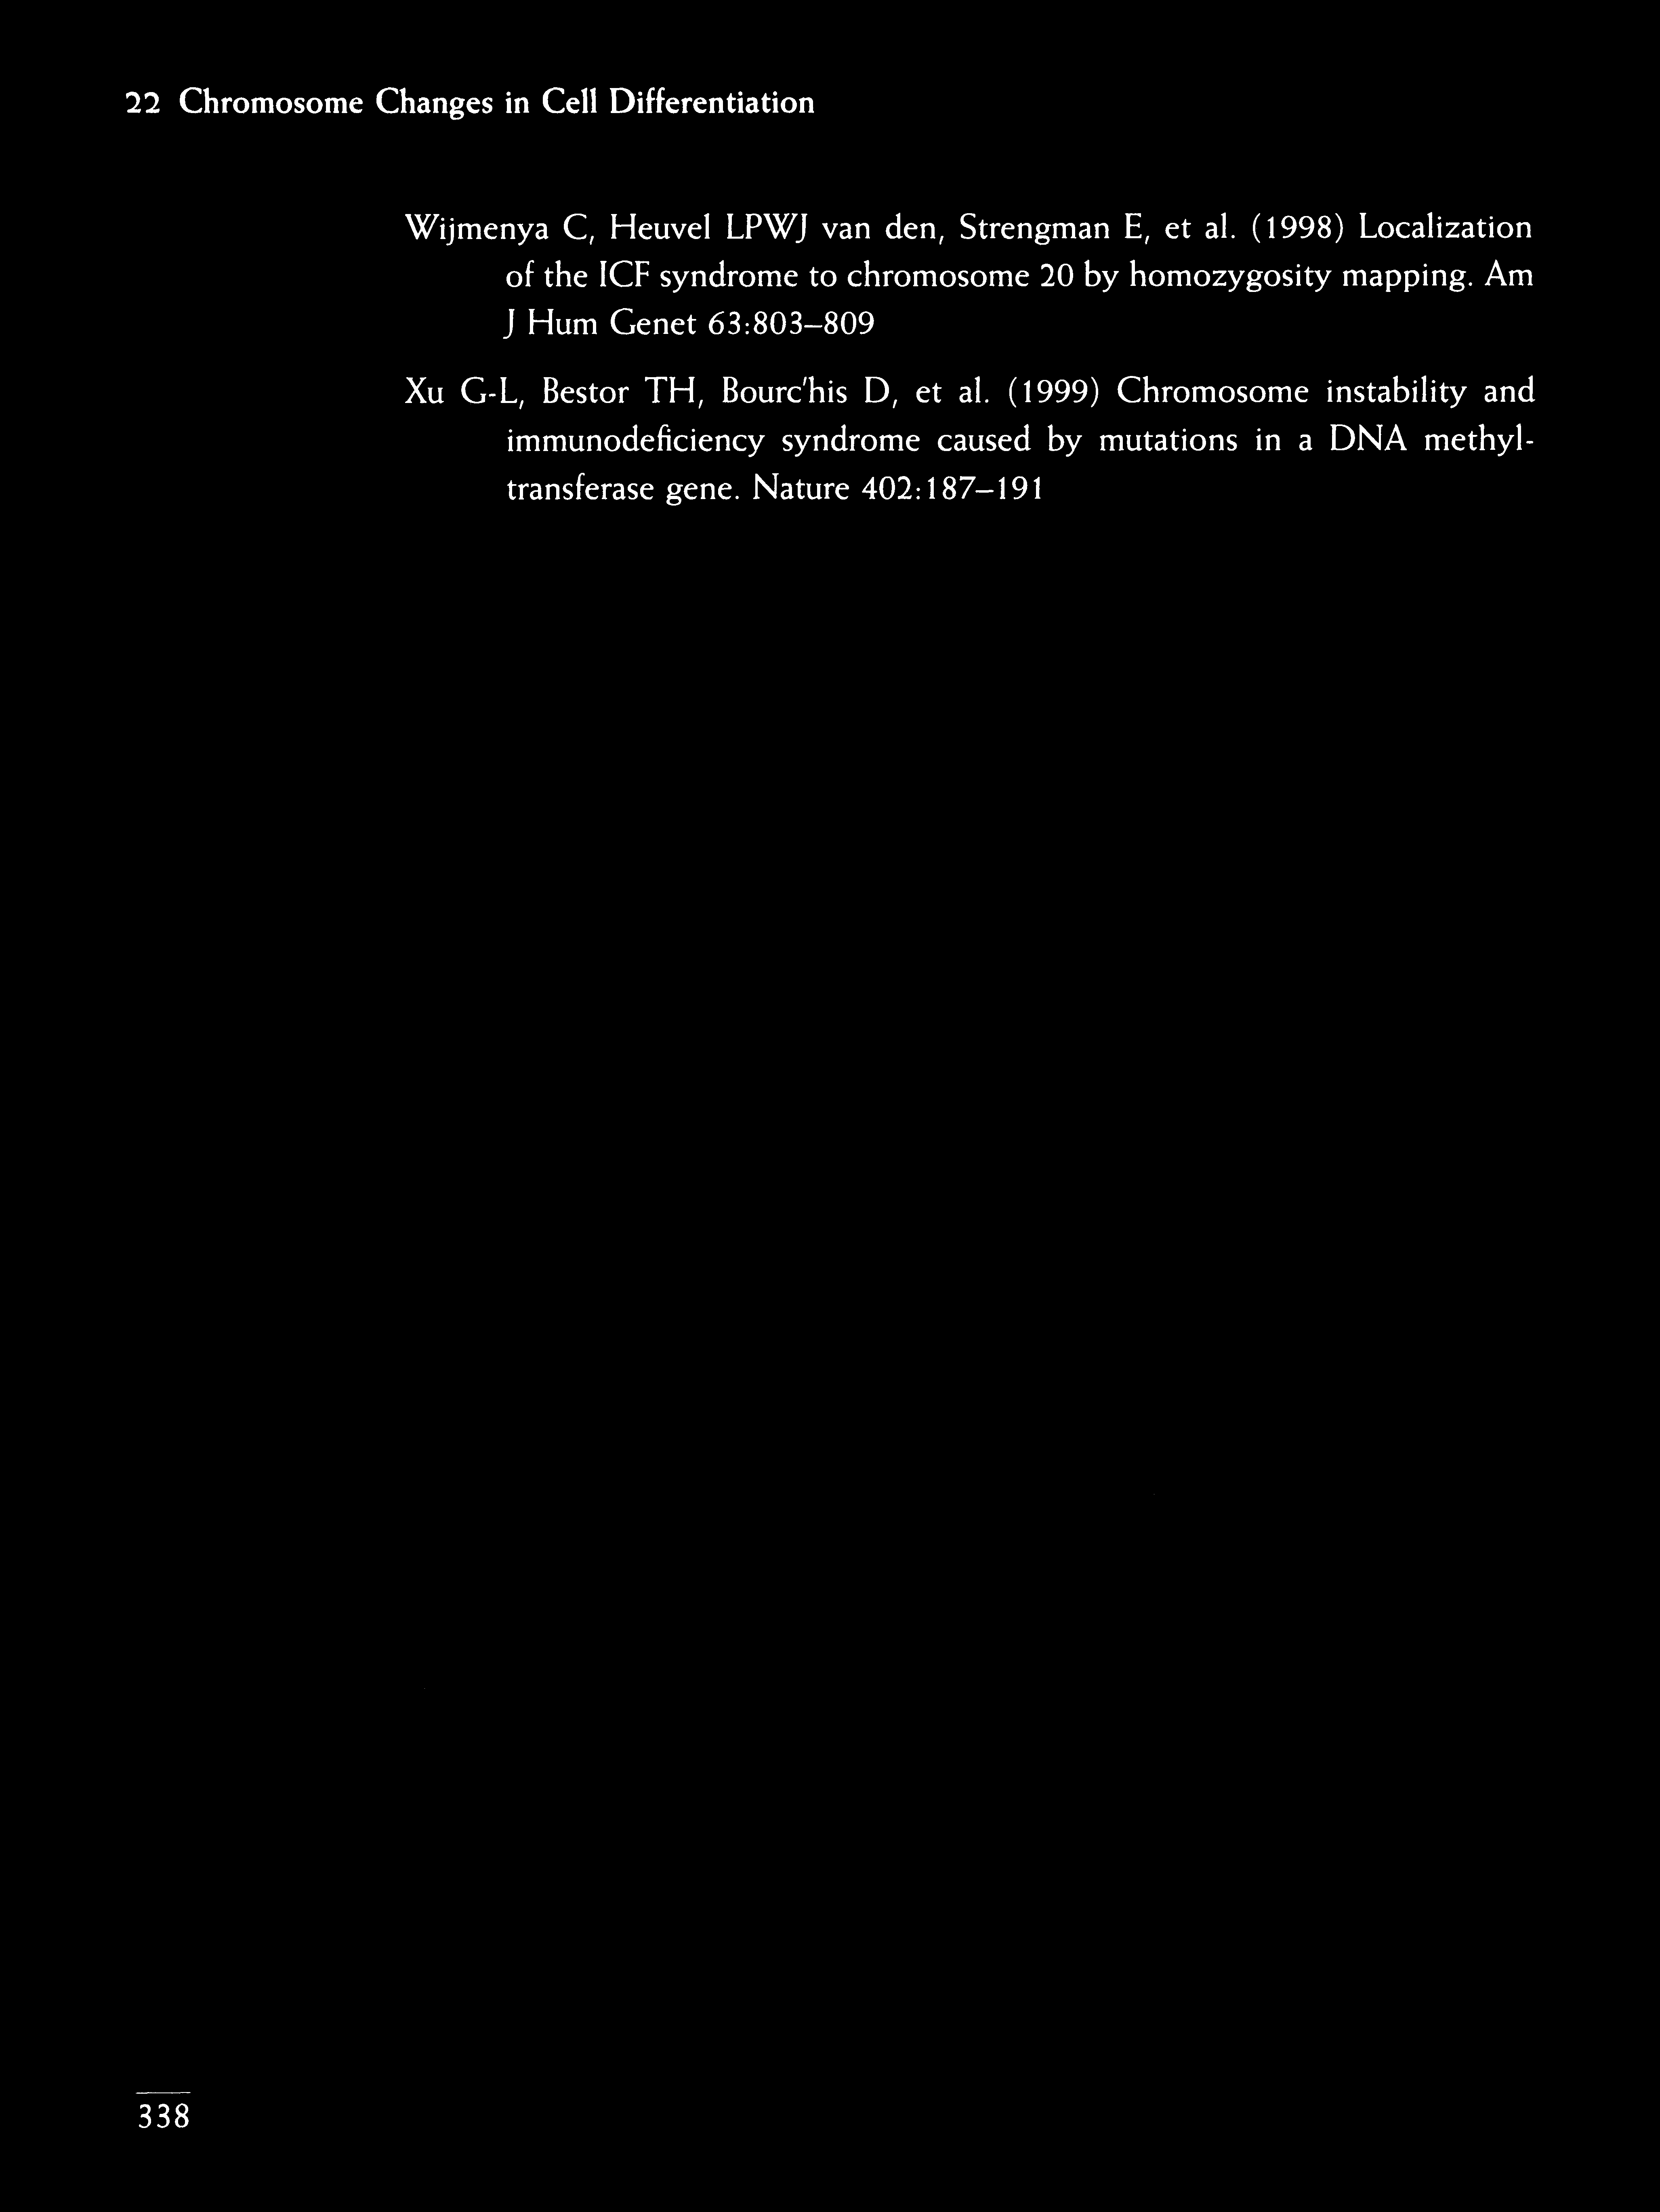 22 Chromosome Changes in Cell Differentiation
Wijmenya C, Heuvel LPWJ van den, Strengman E, et al. (1998) Localization
of the ICF syndrome to chromosome 20 by homozygosity mapping. Am
J Hum Genet 63:803–809
Xu G-L, Bestor TH, Bourc'his D, et al. (1999) Chromosome instability and
immunodeficiency syndrome caused by mutations in a DNA methyl-
transferase gene. Nature 402:187–191
338